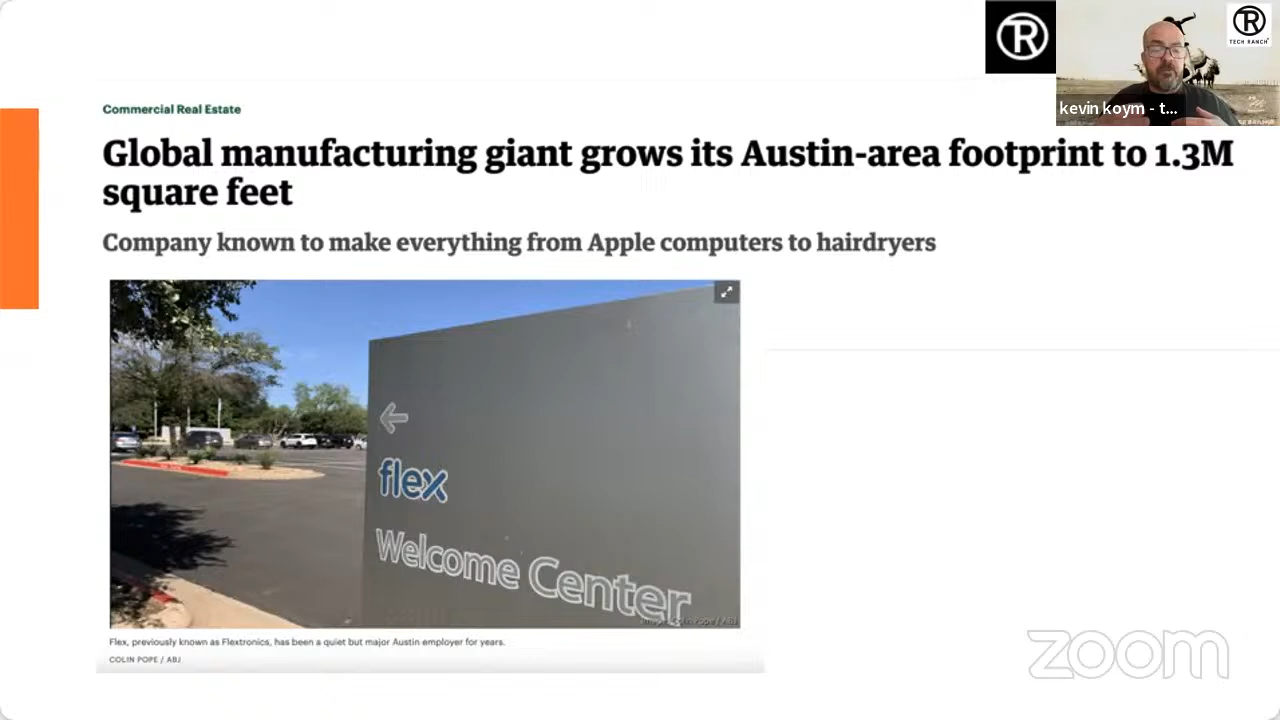 TR
TR
TECH RANCH
kevin koym - t...
Commercial Real Estate
Global manufacturing giant grows its Austin-area footprint to 1.3M
square feet
Company known to make everything from Apple computers to hairdryers
flex
Welcome Center
Flex, previously known as Flextronics, has been a quiet but major Austin employer for years.
COLIN POPE / ABJ
zoom